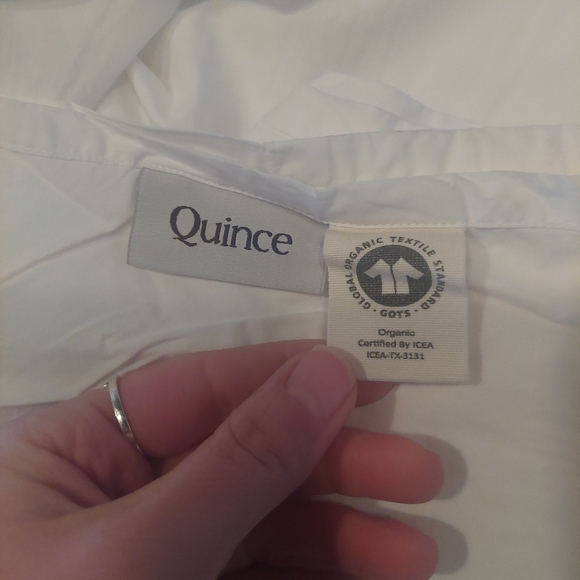 Quince
GLOBAL ORGANIC TEXTILE STANDARD
· GOTS ·
Organic
Certified By ICEA
ICEA-TX-3131